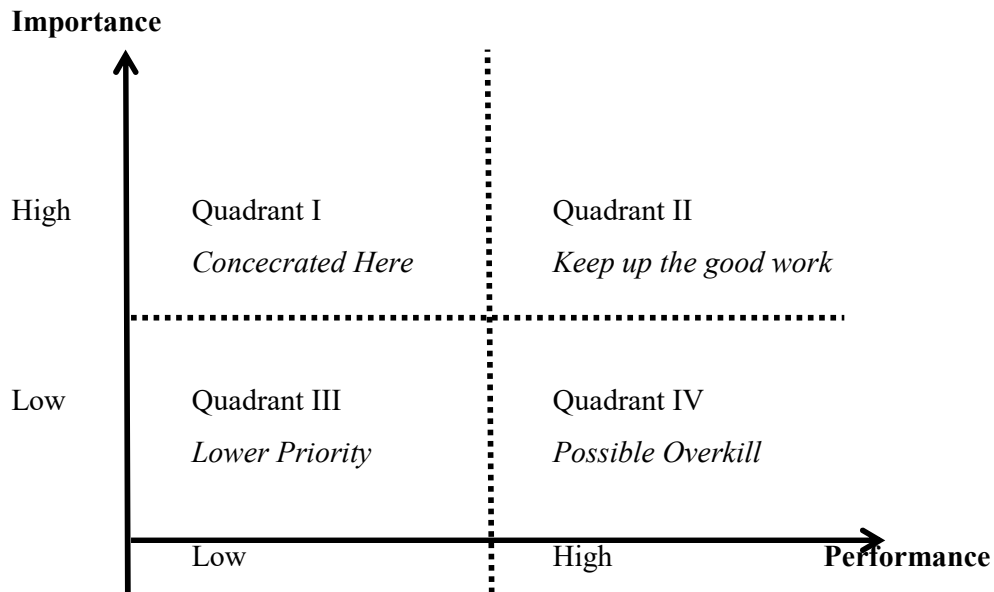 Importance
High
Quadrant I
Quadrant II
Concecrated Here
Keep up the good work
Low
Quadrant III
Quadrant IV
Lower Priority
Possible Overkill
Low
High
Performance